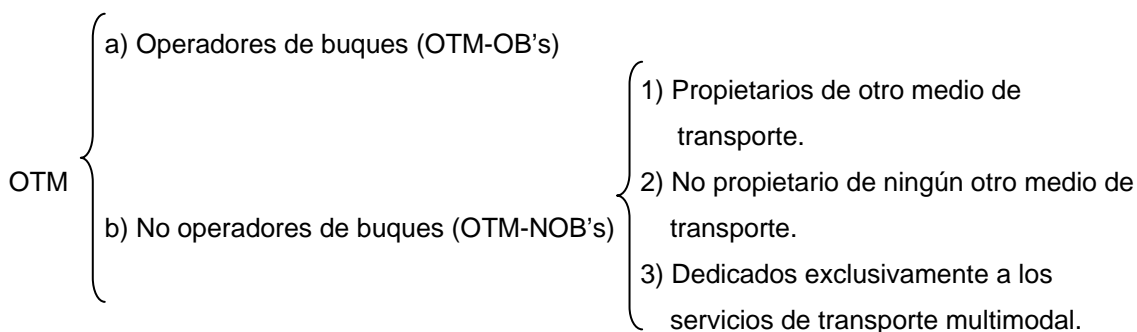 OTM
a) Operadores de buques (OTM-OB’s)
b) No operadores de buques (OTM-NOB’s)
1) Propietarios de otro medio de
transporte.
2) No propietario de ningún otro medio de
transporte.
3) Dedicados exclusivamente a los
servicios de transporte multimodal.